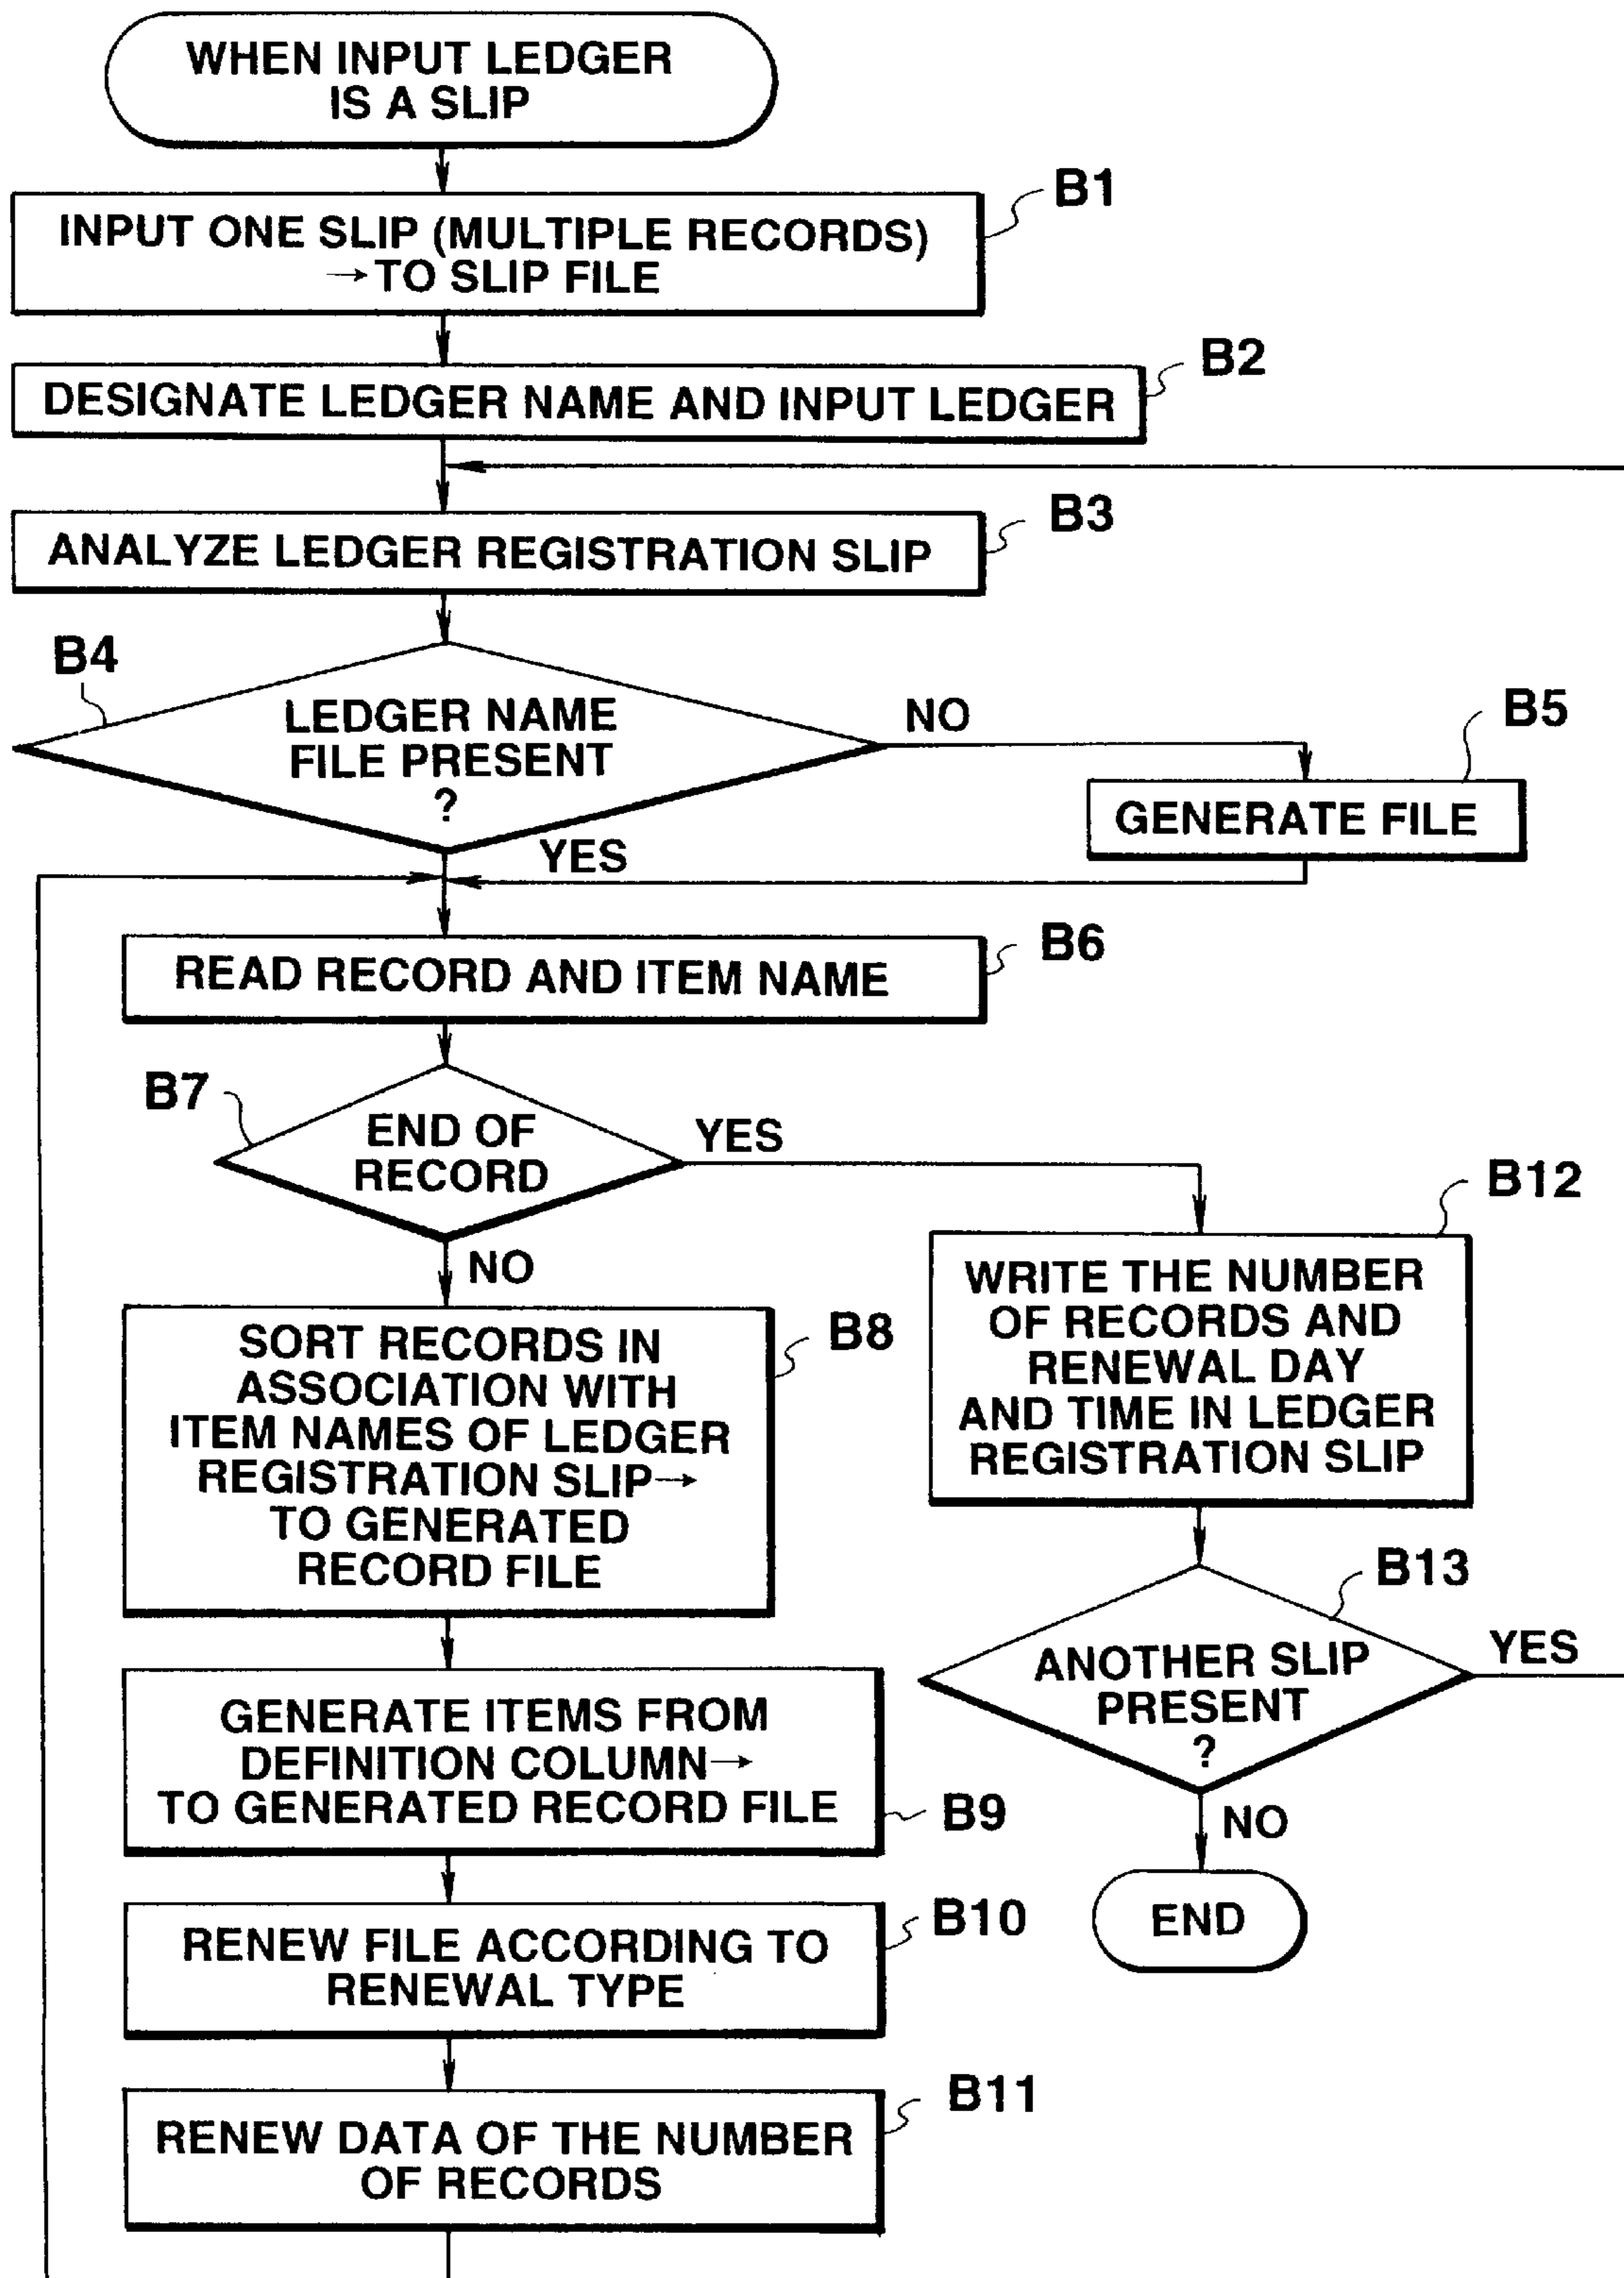 WHEN INPUT LEDGER
IS A SLIP
B1
INPUT ONE SLIP (MULTIPLE RECORDS)
→TO SLIP FILE
B2
DESIGNATE LEDGER NAME AND INPUT LEDGER
B3
ANALYZE LEDGER REGISTRATION SLIP
B4
LEDGER NAME
FILE PRESENT
?
NO
YES
B5
GENERATE FILE
B6
READ RECORD AND ITEM NAME
B7
END OF
RECORD
YES
NO
B8
SORT RECORDS IN
ASSOCIATION WITH
ITEM NAMES OF LEDGER
REGISTRATION SLIP→
TO GENERATED
RECORD FILE
B9
GENERATE ITEMS FROM
DEFINITION COLUMN→
TO GENERATED RECORD FILE
B10
RENEW FILE ACCORDING TO
RENEWAL TYPE
B11
RENEW DATA OF THE NUMBER
OF RECORDS
B12
WRITE THE NUMBER
OF RECORDS AND
RENEWAL DAY
AND TIME IN LEDGER
REGISTRATION SLIP
B13
ANOTHER SLIP
PRESENT
?
YES
NO
END